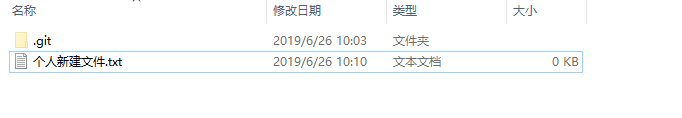 名称 修改日期 类型 大小
.git 2019/6/26 10:03 文件夹
个人新建文件.txt 2019/6/26 10:10 文本文档 0 KB